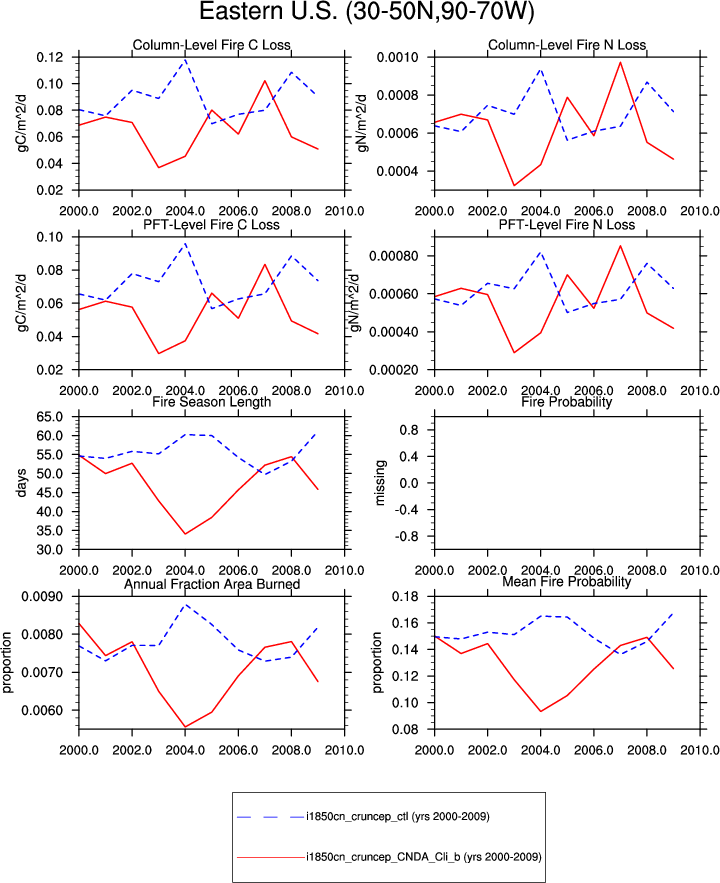 Eastern U.S. (30-50N,90-70W)
Column-Level Fire C Loss
gC/m^2/d
0.12
0.10
0.08
0.06
0.04
0.02
2000.0 2002.0 2004.0 2006.0 2008.0 2010.0
Column-Level Fire N Loss
gN/m^2/d
0.0010
0.0008
0.0006
0.0004
2000.0 2002.0 2004.0 2006.0 2008.0 2010.0
PFT-Level Fire C Loss
gC/m^2/d
0.10
0.08
0.06
0.04
0.02
2000.0 2002.0 2004.0 2006.0 2008.0 2010.0
PFT-Level Fire N Loss
gN/m^2/d
0.00080
0.00060
0.00040
0.00020
2000.0 2002.0 2004.0 2006.0 2008.0 2010.0
Fire Season Length
days
65.0
60.0
55.0
50.0
45.0
40.0
35.0
30.0
2000.0 2002.0 2004.0 2006.0 2008.0 2010.0
Fire Probability
missing
0.8
0.4
0.0
-0.4
-0.8
2000.0 2002.0 2004.0 2006.0 2008.0 2010.0
Annual Fraction Area Burned
proportion
0.0090
0.0080
0.0070
0.0060
2000.0 2002.0 2004.0 2006.0 2008.0 2010.0
Mean Fire Probability
proportion
0.18
0.16
0.14
0.12
0.10
0.08
2000.0 2002.0 2004.0 2006.0 2008.0 2010.0
i1850cn_cruncep_ctl (yrs 2000-2009)
i1850cn_cruncep_CNDA_Cli_b (yrs 2000-2009)